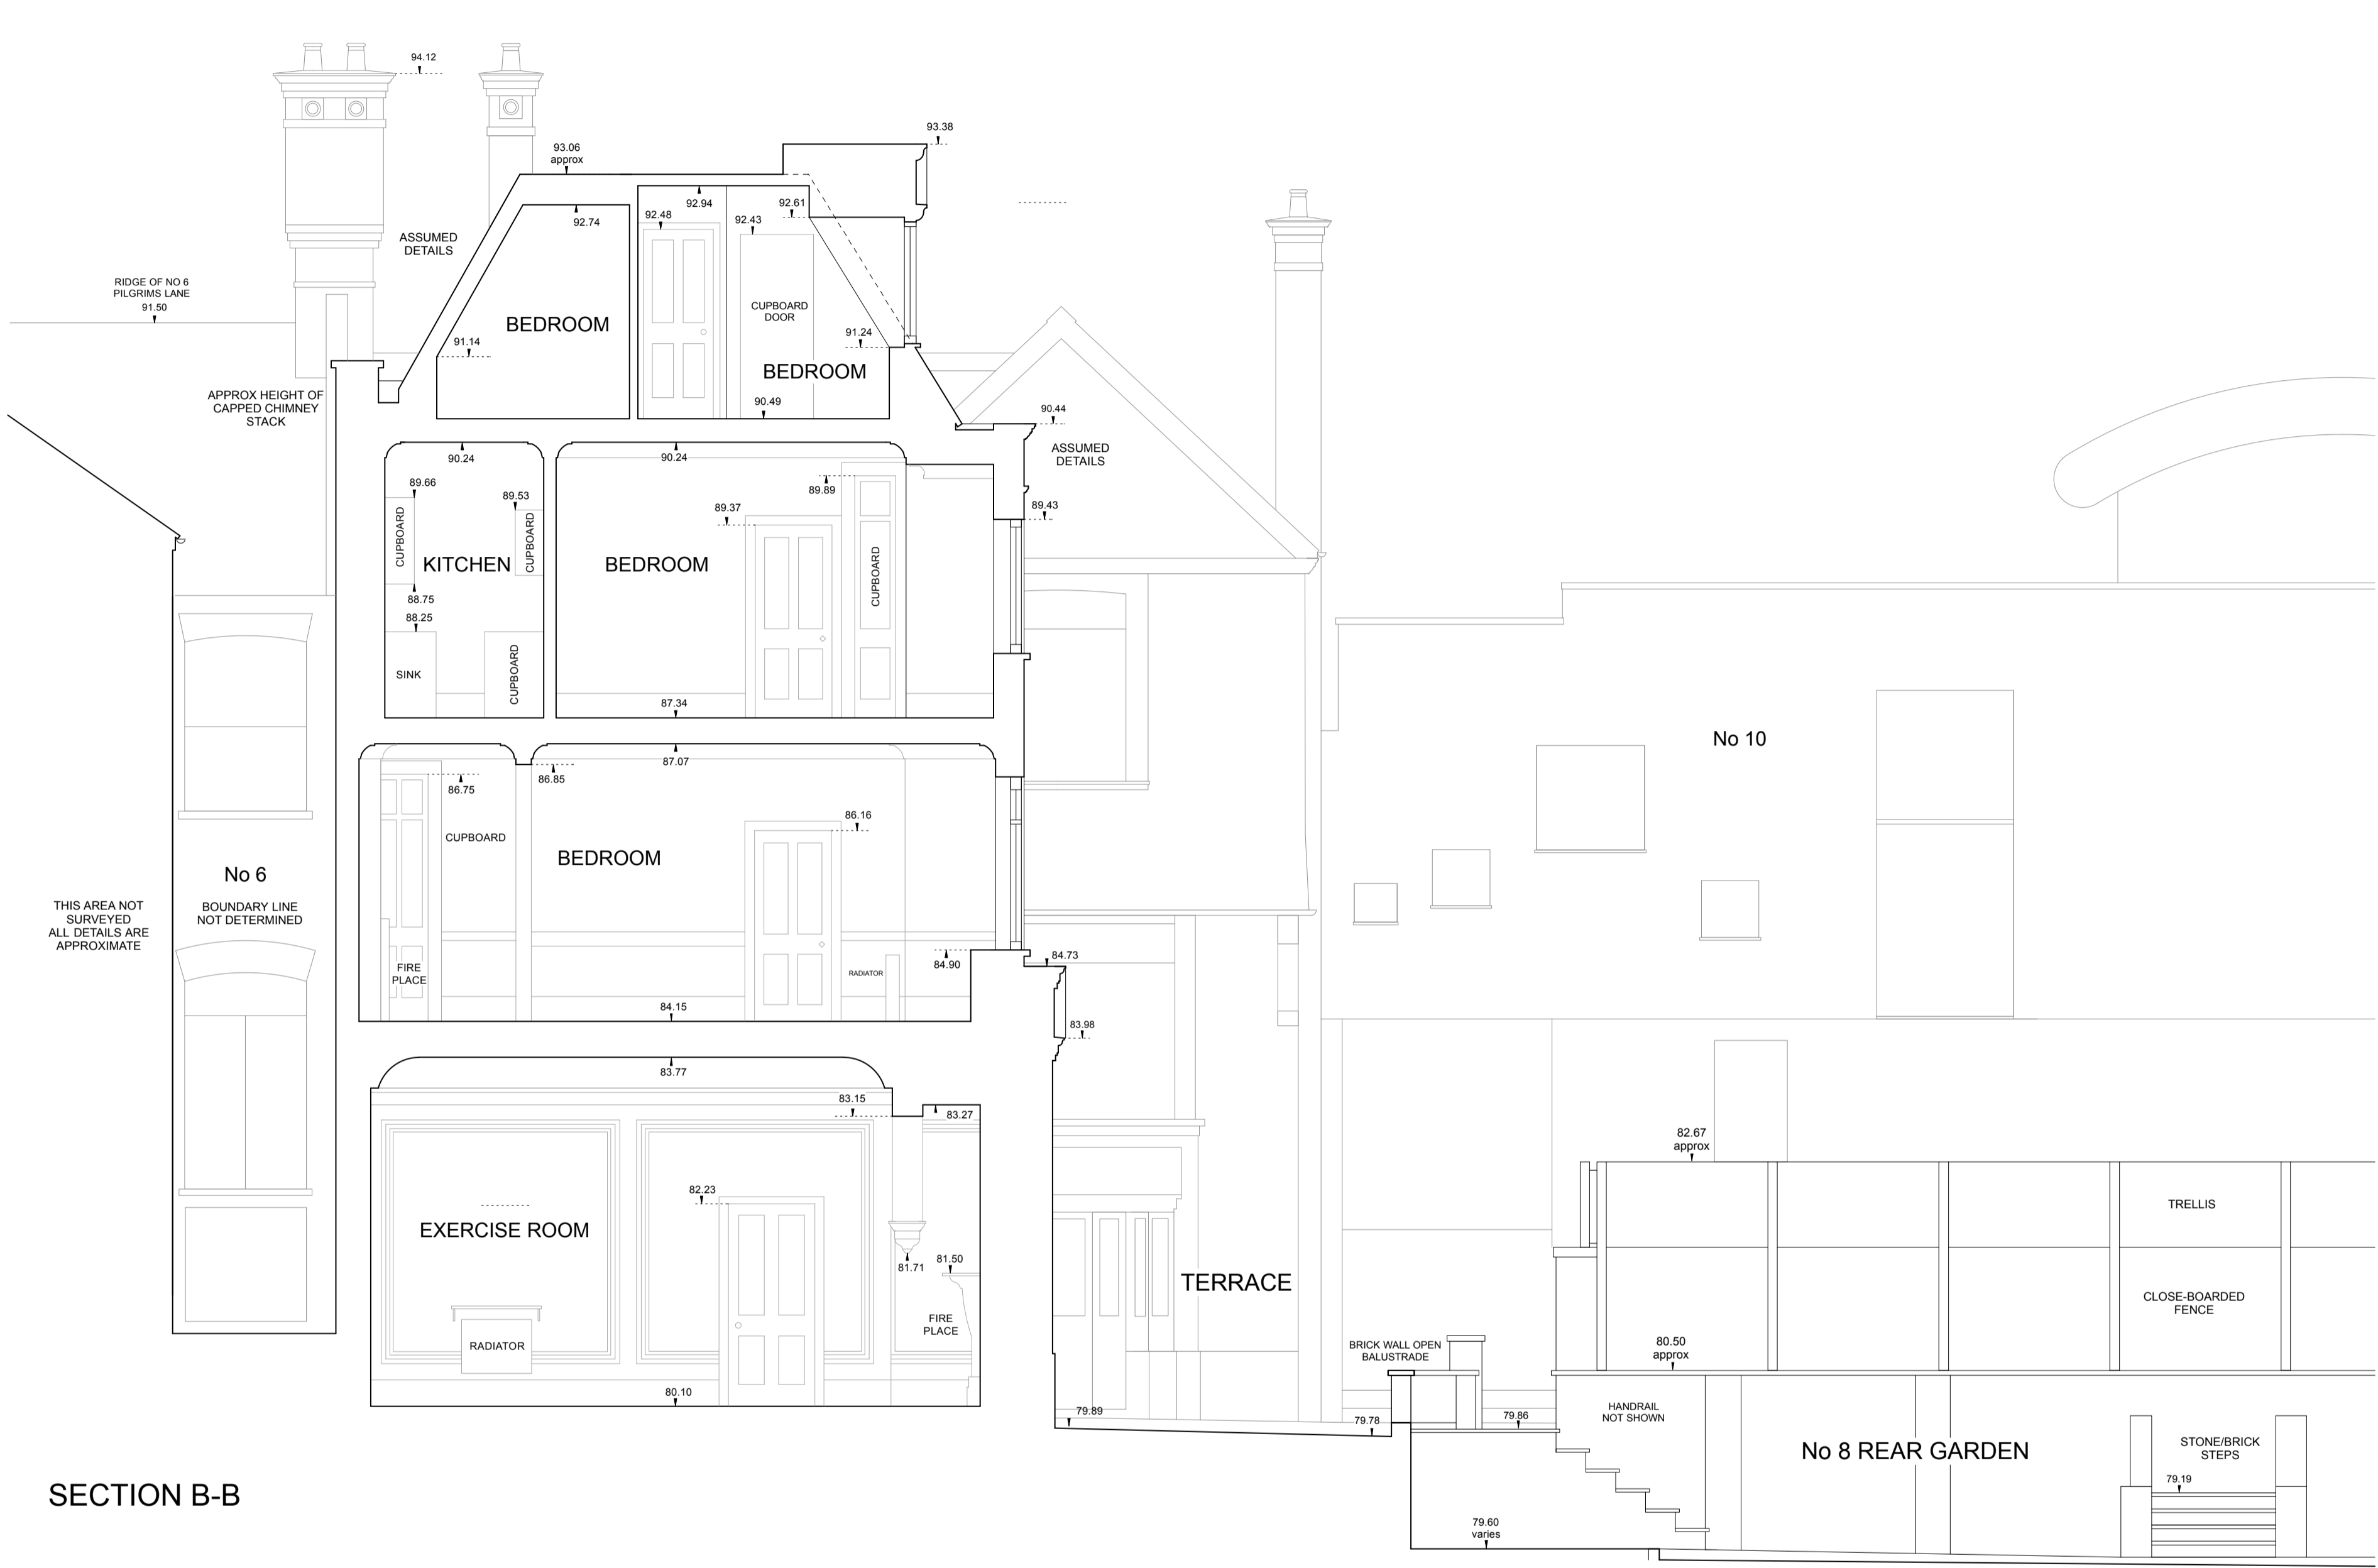 94.12
93.38
93.06
approx
92.94
92.61
92.48
92.43
92.74
ASSUMED
DETAILS
RIDGE OF NO 6
PILGRIMS LANE
91.50
CUPBOARD
DOOR
BEDROOM
91.24
91.14
BEDROOM
APPROX HEIGHT OF
CAPPED CHIMNEY
STACK
90.49
90.44
ASSUMED
DETAILS
90.24
90.24
89.66
89.53
89.89
89.37
89.43
CUPBOARD
KITCHEN
CUPBOARD
BEDROOM
CUPBOARD
88.75
88.25
SINK
CUPBOARD
87.34
No 10
87.07
86.85
86.75
CUPBOARD
86.16
BEDROOM
No 6
BOUNDARY LINE
NOT DETERMINED
THIS AREA NOT
SURVEYED
ALL DETAILS ARE
APPROXIMATE
FIRE
PLACE
RADIATOR
84.90
84.73
84.15
83.98
83.77
83.15
83.27
82.67
approx
82.23
TRELLIS
EXERCISE ROOM
81.71
81.50
TERRACE
CLOSE-BOARDED
FENCE
FIRE
PLACE
RADIATOR
BRICK WALL OPEN
BALUSTRADE
80.50
approx
80.10
79.89
79.78
79.86
HANDRAIL
NOT SHOWN
No 8 REAR GARDEN
STONE/BRICK
STEPS
79.19
SECTION B-B
79.60
varies